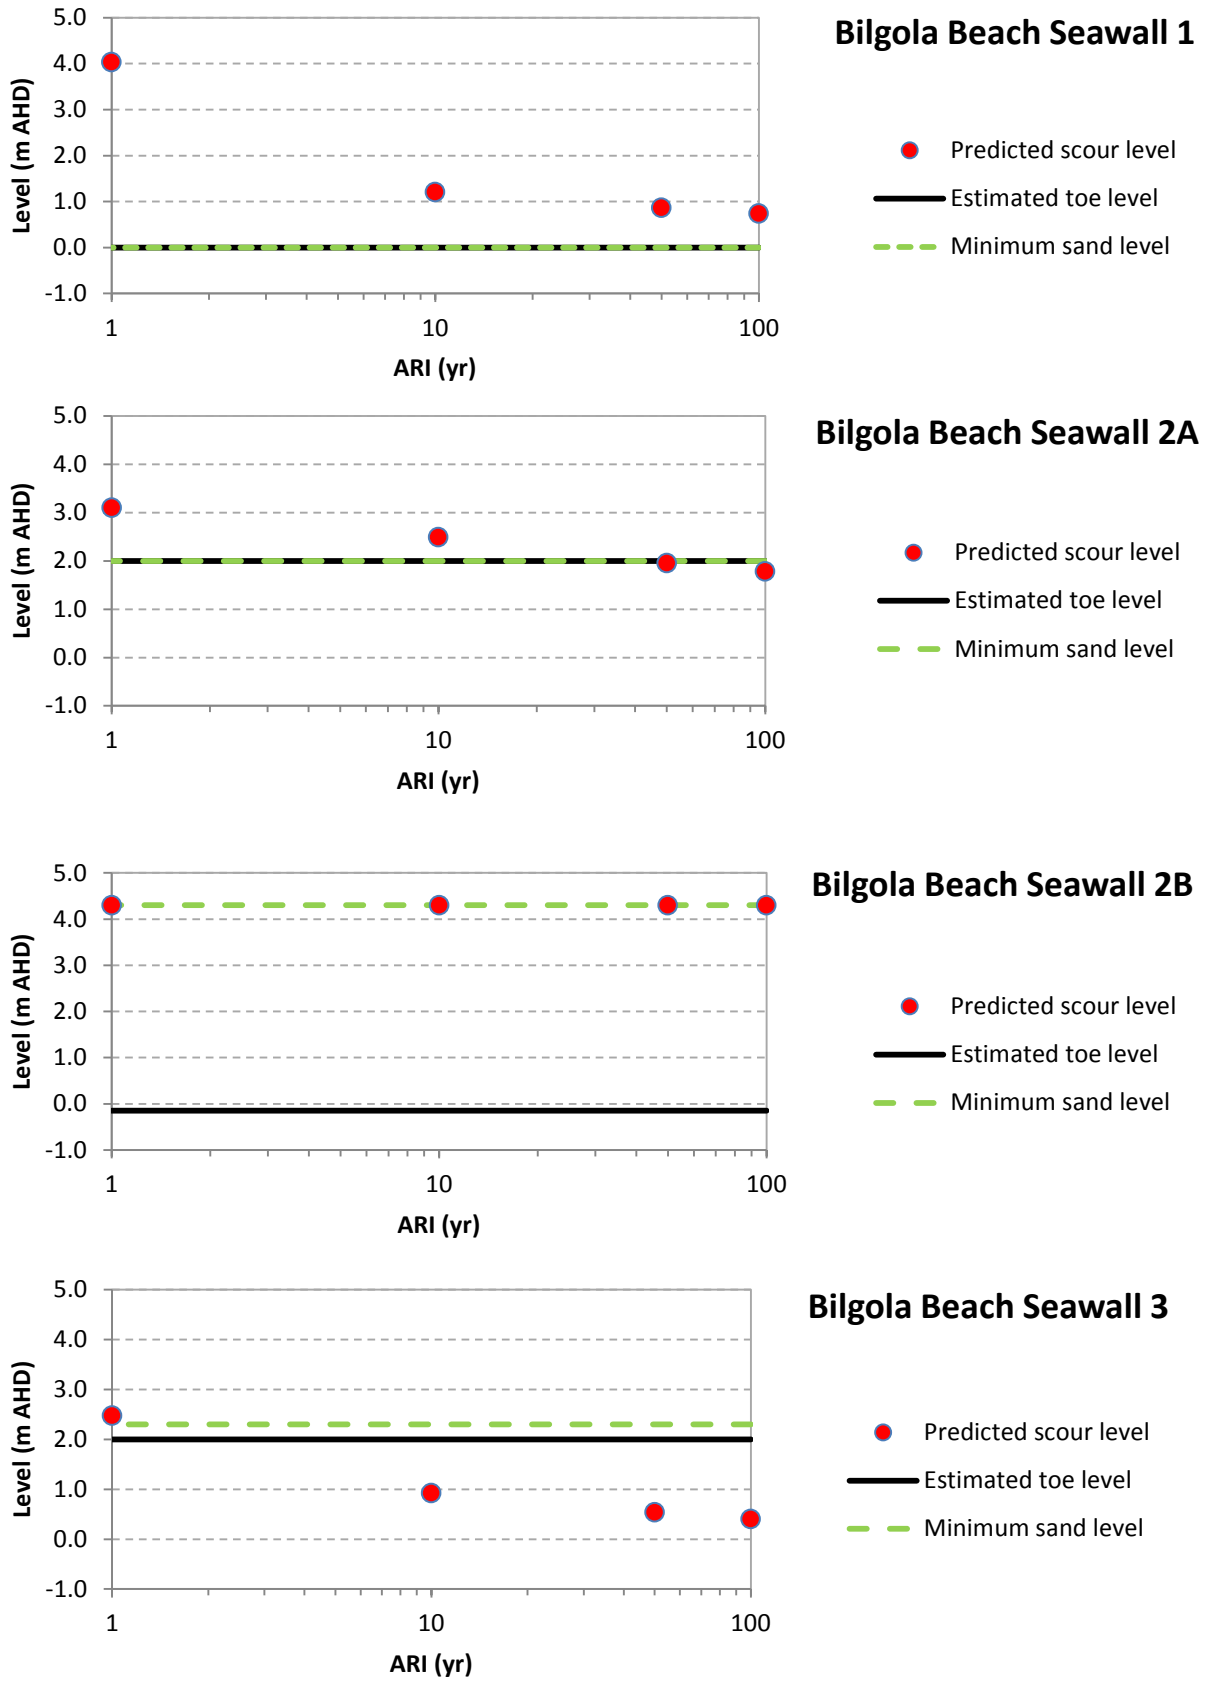 Bilgola Beach Seawall 1
Level (m AHD)
5.0
4.0
3.0
2.0
1.0
0.0
-1.0
1 10 100
ARI (yr)
Predicted scour level
Estimated toe level
Minimum sand level
Bilgola Beach Seawall 2A
Level (m AHD)
5.0
4.0
3.0
2.0
1.0
0.0
-1.0
1 10 100
ARI (yr)
Predicted scour level
Estimated toe level
Minimum sand level
Bilgola Beach Seawall 2B
Level (m AHD)
5.0
4.0
3.0
2.0
1.0
0.0
-1.0
1 10 100
ARI (yr)
Predicted scour level
Estimated toe level
Minimum sand level
Bilgola Beach Seawall 3
Level (m AHD)
5.0
4.0
3.0
2.0
1.0
0.0
-1.0
1 10 100
ARI (yr)
Predicted scour level
Estimated toe level
Minimum sand level